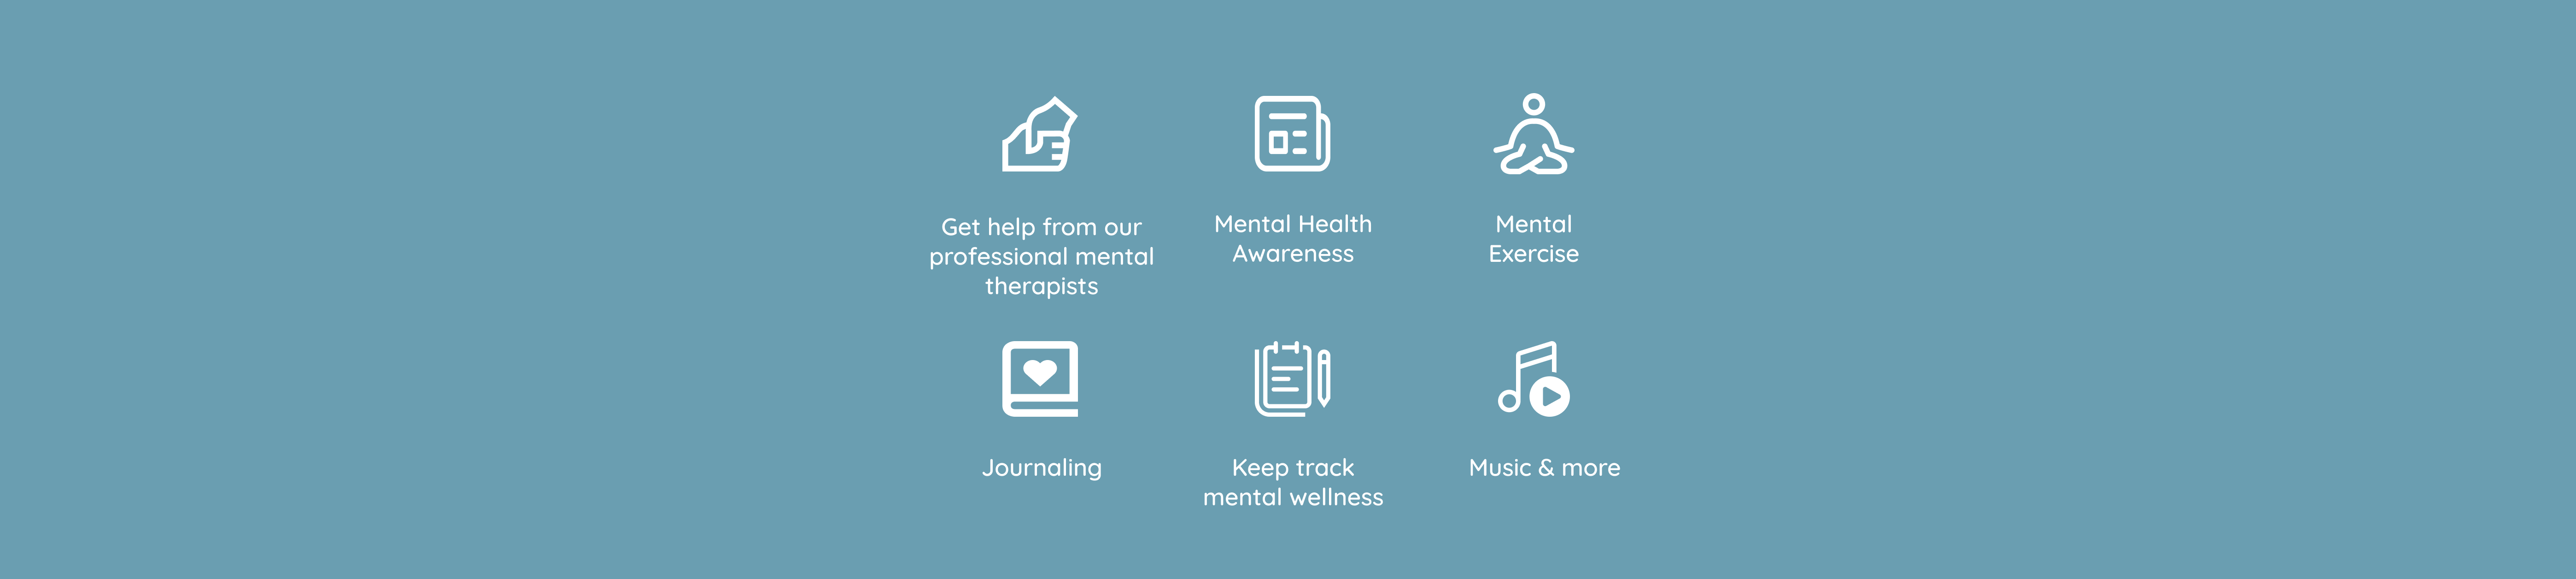 Get help from our
professional mental
therapists
Mental Health
Awareness
Mental
Exercise
Journaling
Keep track
mental wellness
Music & more